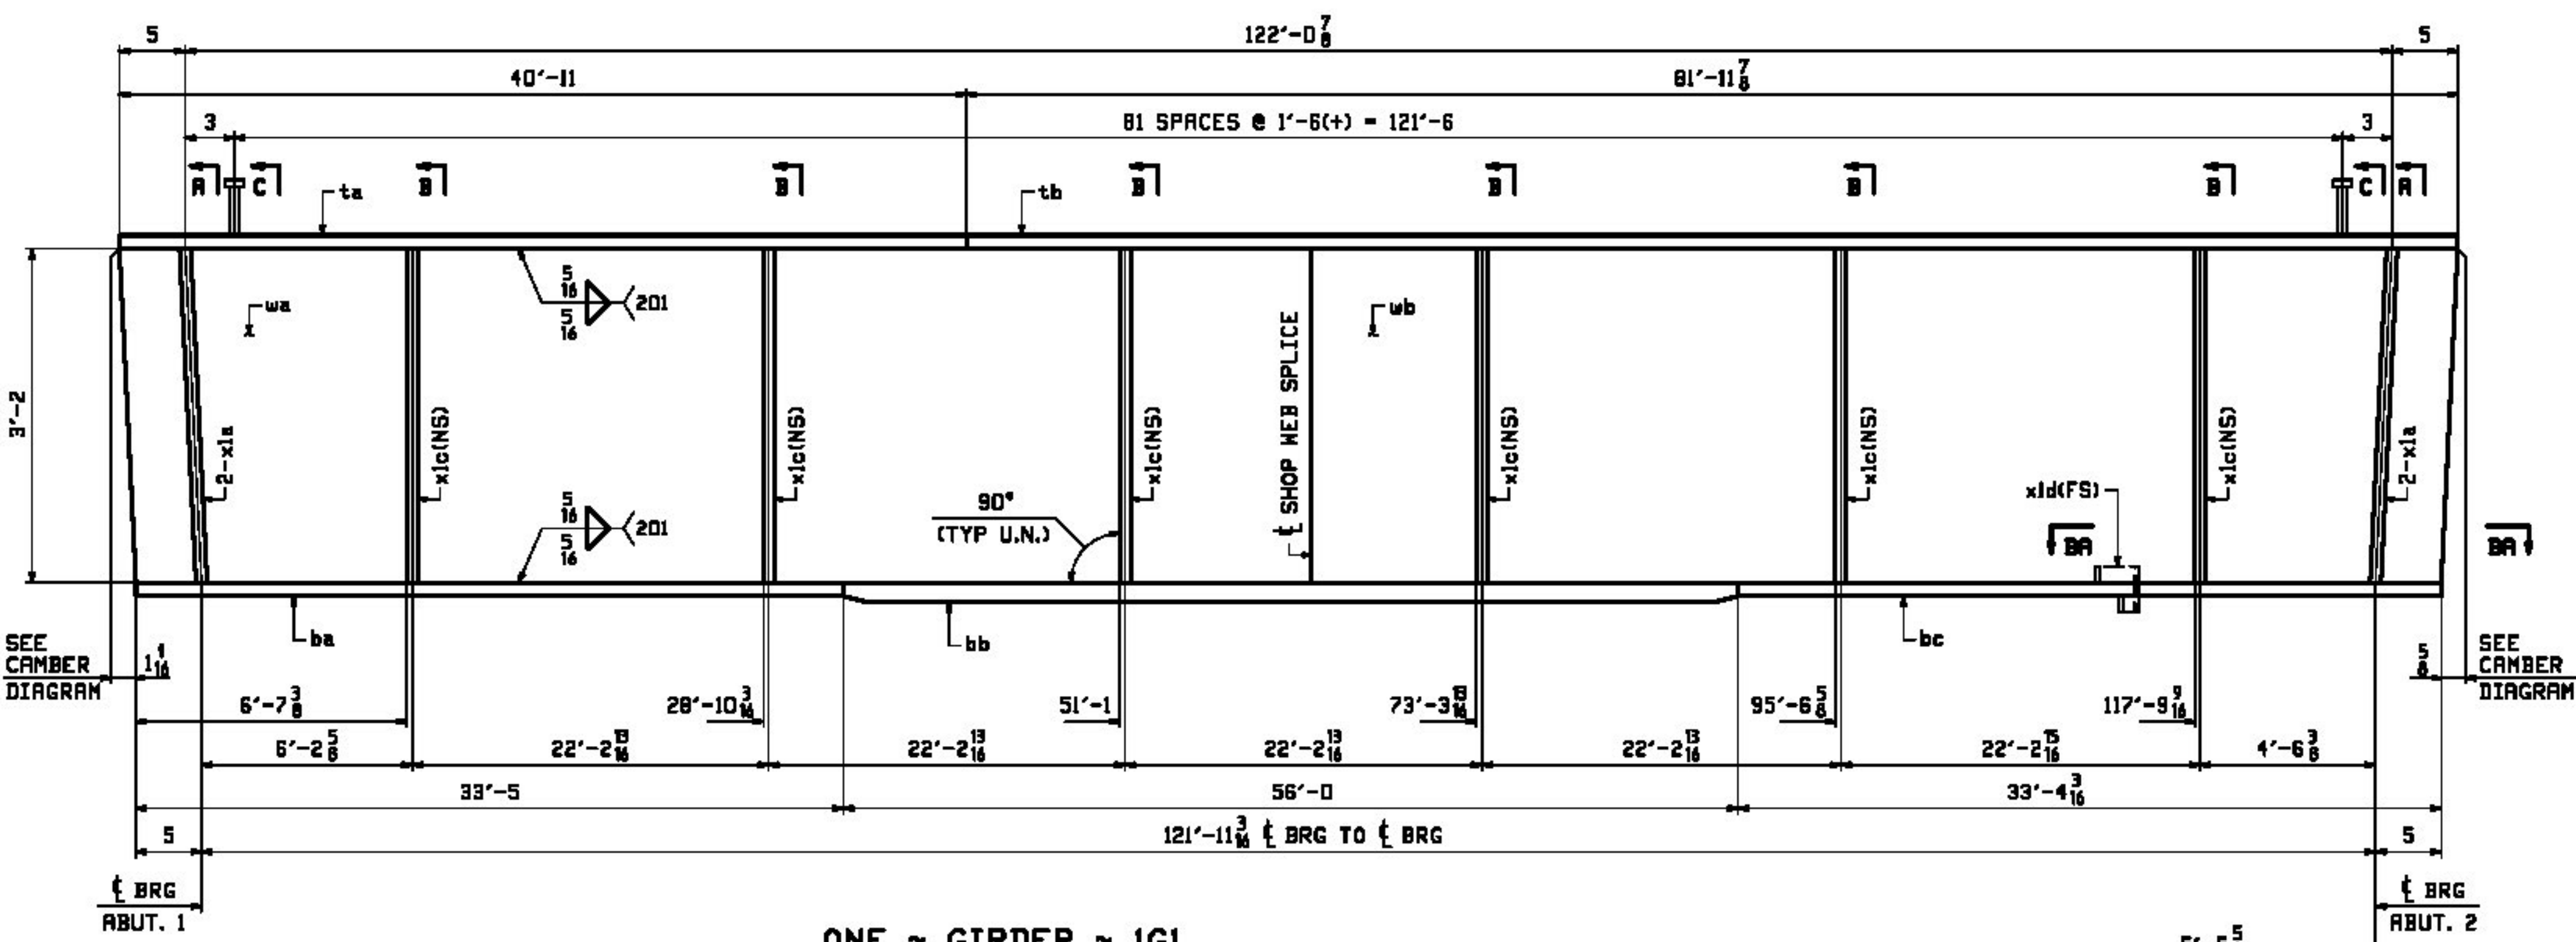 5 122'-0 7/8 5
40'-11 81'-11 7/8
3 81 SPACES @ 1'-6(+) = 121'-6 3
A C B B B B B B C A
ta tb
wa 5/16 5/16 201 wb
3'-2
2-x1a x1c(NS) x1c(NS) x1c(NS) ℄ SHOP WEB SPLICE x1c(NS) x1c(NS) x1c(NS) 2-x1a
5/16 5/16 201
90°
(TYP U.N.)
x1d(FS)
BA BA
ba bb bc
SEE
CAMBER
DIAGRAM
1 1/16
5/8
SEE
CAMBER
DIAGRAM
6'-7 3/8 28'-10 3/16 51'-1 95'-6 5/8 117'-9 9/16
6'-2 5/8 22'-2 13/16 22'-2 13/16 22'-2 13/16 22'-2 13/16 22'-2 15/16 4'-6 3/8
33'-5 56'-0 33'-4 3/16
5 121'-11 3/16 ℄ BRG TO ℄ BRG 5
℄ BRG
ABUT. 1
℄ BRG
ABUT. 2
ONE ~ GIRDER ~ 1G1